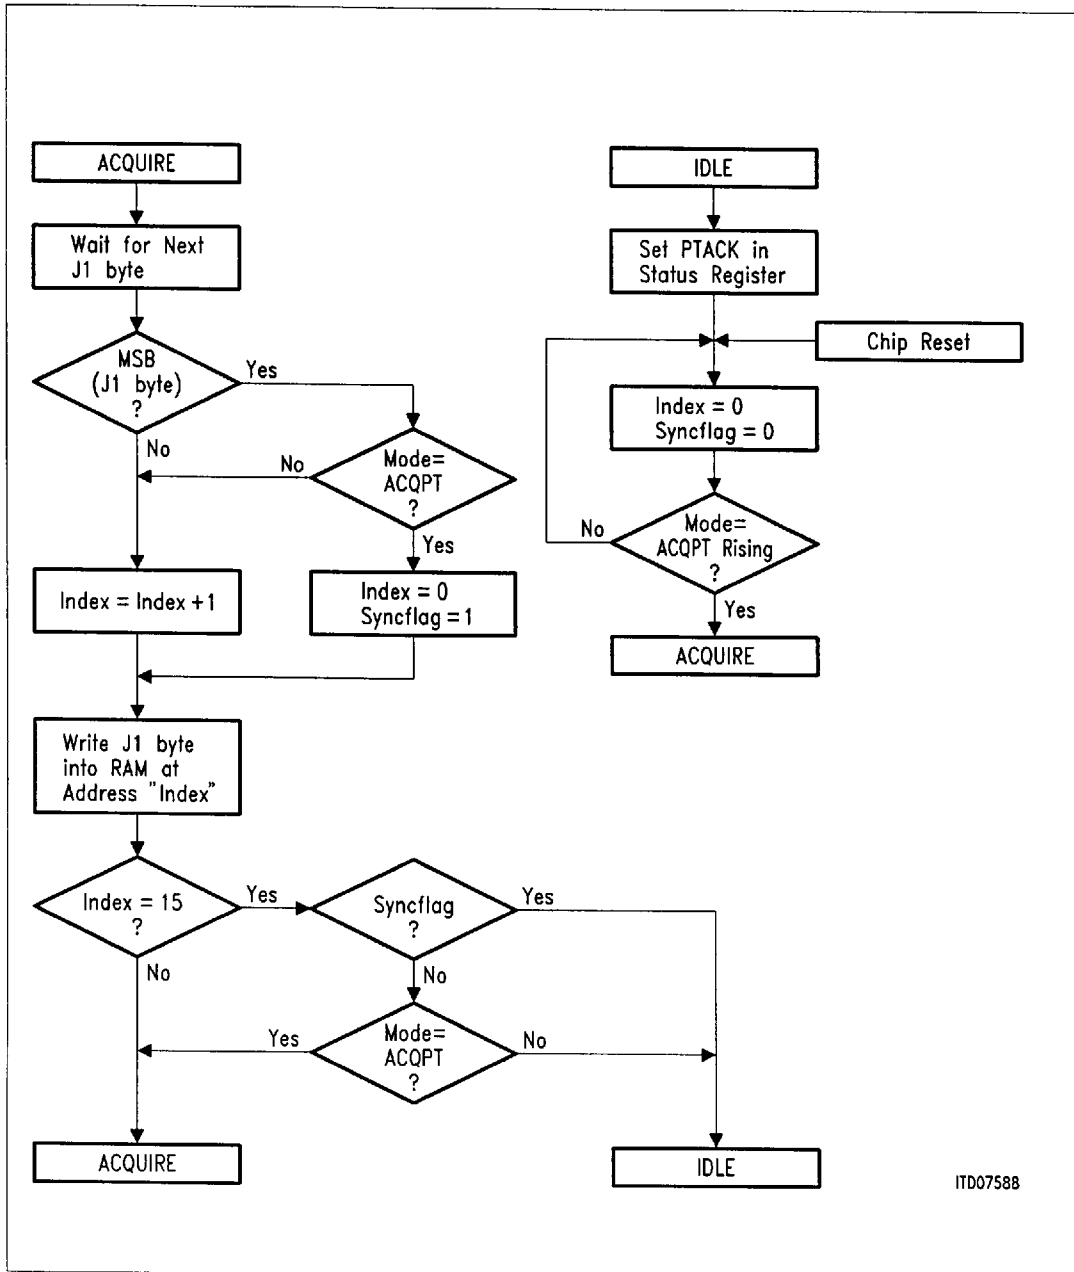 ACQUIRE
Wait for Next
J1 byte
MSB
(J1 byte)
?
Yes
No
Mode=
ACQPT
?
No
Yes
Index = Index +1
Index = 0
Syncflag = 1
Write J1 byte
into RAM at
Address "Index"
Index = 15
?
Yes
No
Syncflag
?
Yes
No
Mode=
ACQPT
?
Yes
No
ACQUIRE
IDLE
IDLE
Set PTACK in
Status Register
Chip Reset
Index = 0
Syncflag = 0
Mode=
ACQPT Rising
?
No
Yes
ACQUIRE
ITD07588